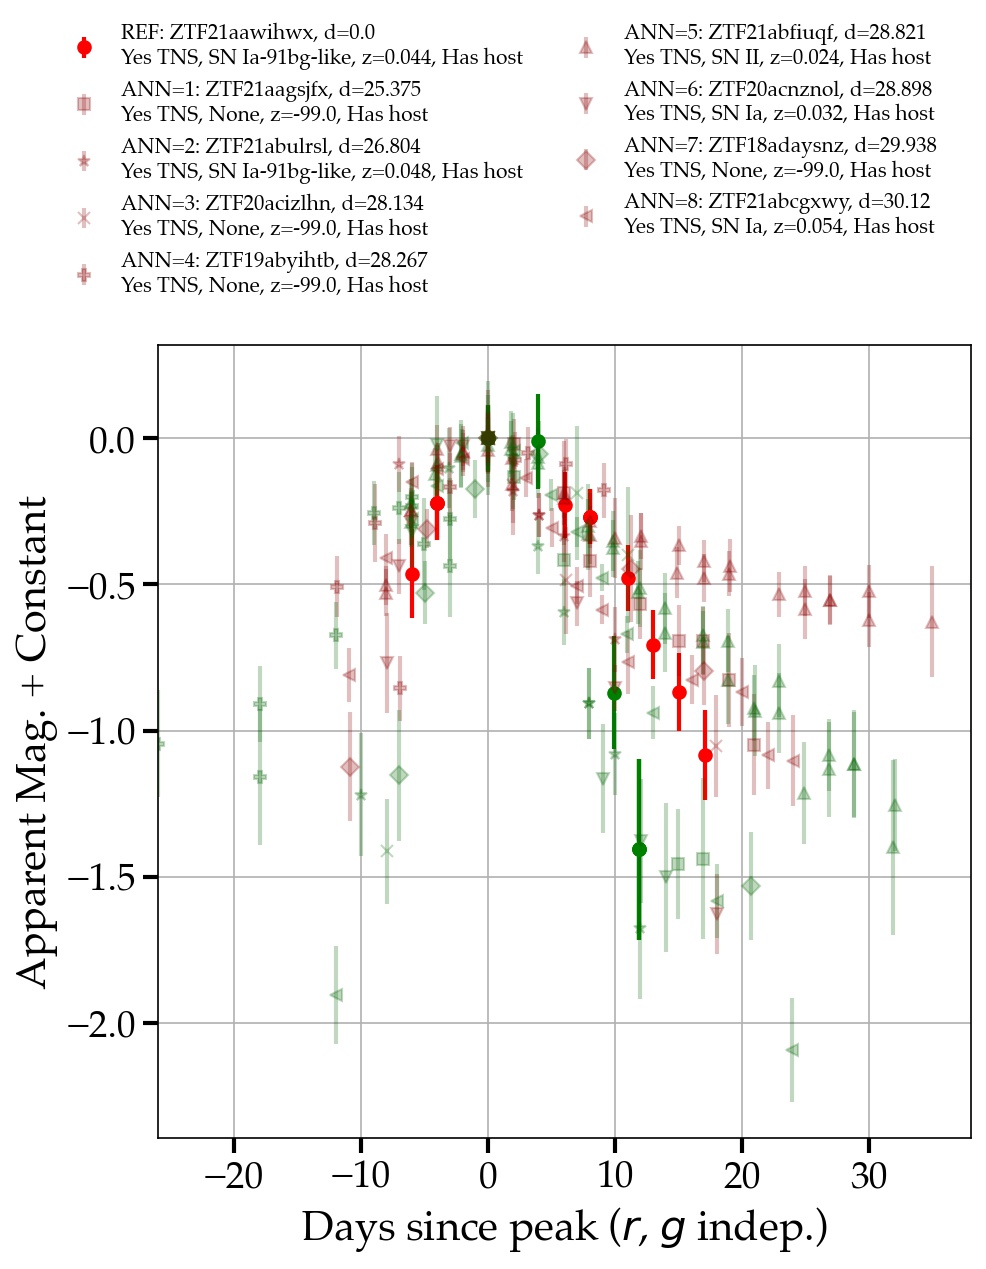 REF: ZTF21aawihwx, d=0.0
Yes TNS, SN Ia-91bg-like, z=0.044, Has host
ANN=1: ZTF21aagsjfx, d=25.375
Yes TNS, None, z=-99.0, Has host
ANN=2: ZTF21abulrsl, d=26.804
Yes TNS, SN Ia-91bg-like, z=0.048, Has host
ANN=3: ZTF20acizlhn, d=28.134
Yes TNS, None, z=-99.0, Has host
ANN=4: ZTF19abyihtb, d=28.267
Yes TNS, None, z=-99.0, Has host
ANN=5: ZTF21abfiuqf, d=28.821
Yes TNS, SN II, z=0.024, Has host
ANN=6: ZTF20acnznol, d=28.898
Yes TNS, SN Ia, z=0.032, Has host
ANN=7: ZTF18adaysnz, d=29.938
Yes TNS, None, z=-99.0, Has host
ANN=8: ZTF21abcgxwy, d=30.12
Yes TNS, SN Ia, z=0.054, Has host
Apparent Mag. + Constant
0.0
−0.5
−1.0
−1.5
−2.0
−20
−10
0
10
20
30
Days since peak (r, g indep.)